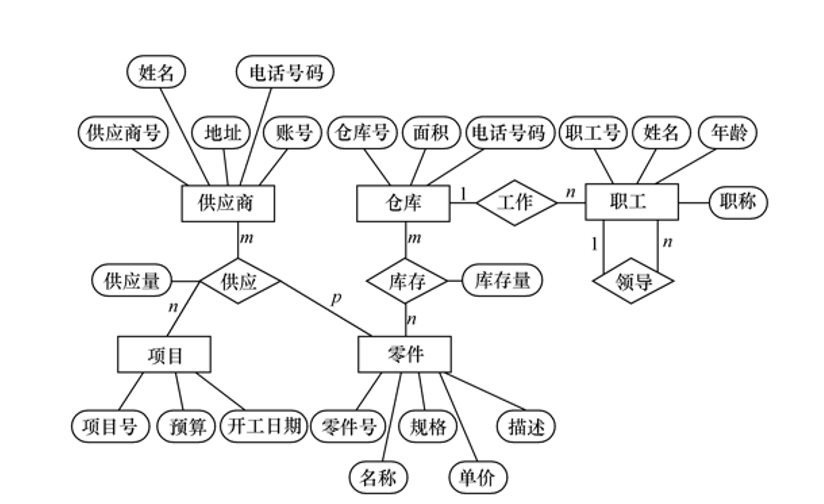 姓名
电话号码
供应商号
地址
账号
仓库号
面积
电话号码
职工号
姓名
年龄
供应商
仓库
1
工作
n
职工
职称
m
m
1
n
供应量
供应
库存
库存量
领导
n
p
n
项目
零件
项目号
预算
开工日期
零件号
规格
描述
名称
单价